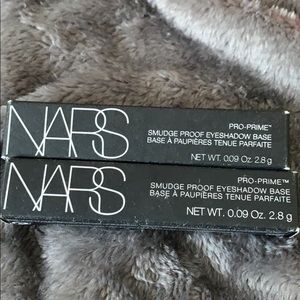 NARS
PRO-PRIME™
SMUDGE PROOF EYESHADOW BASE
BASE À PAUPIÈRES TENUE PARFAITE
NET WT. 0.09 OZ. 2.8 g
NARS
PRO-PRIME™
SMUDGE PROOF EYESHADOW BASE
BASE À PAUPIÈRES TENUE PARFAITE
NET WT. 0.09 OZ. 2.8 g